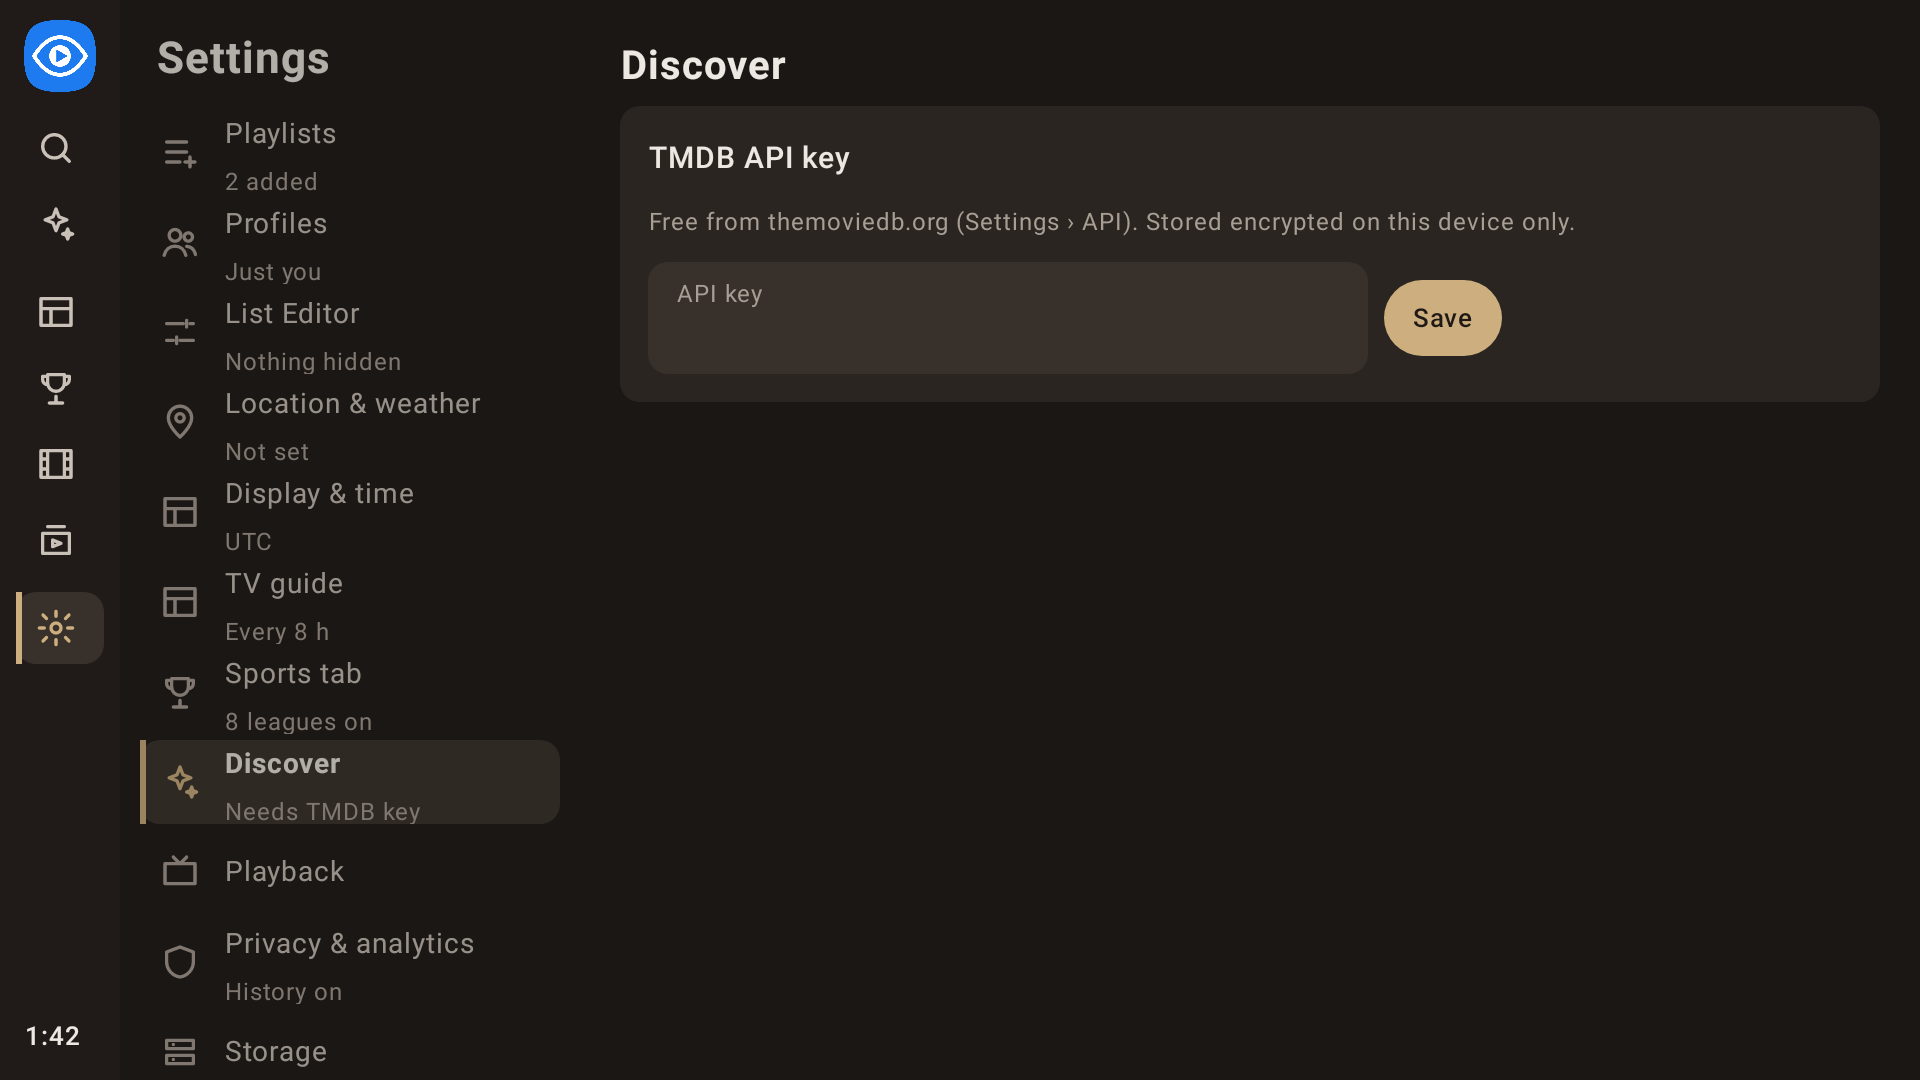 Settings
Playlists
2 added
Profiles
Just you
List Editor
Nothing hidden
Location & weather
Not set
Display & time
UTC
TV guide
Every 8 h
Sports tab
8 leagues on
Discover
Needs TMDB key
Playback
Privacy & analytics
History on
Storage
1:42
Discover
TMDB API key
Free from themoviedb.org (Settings › API). Stored encrypted on this device only.
API key
Save